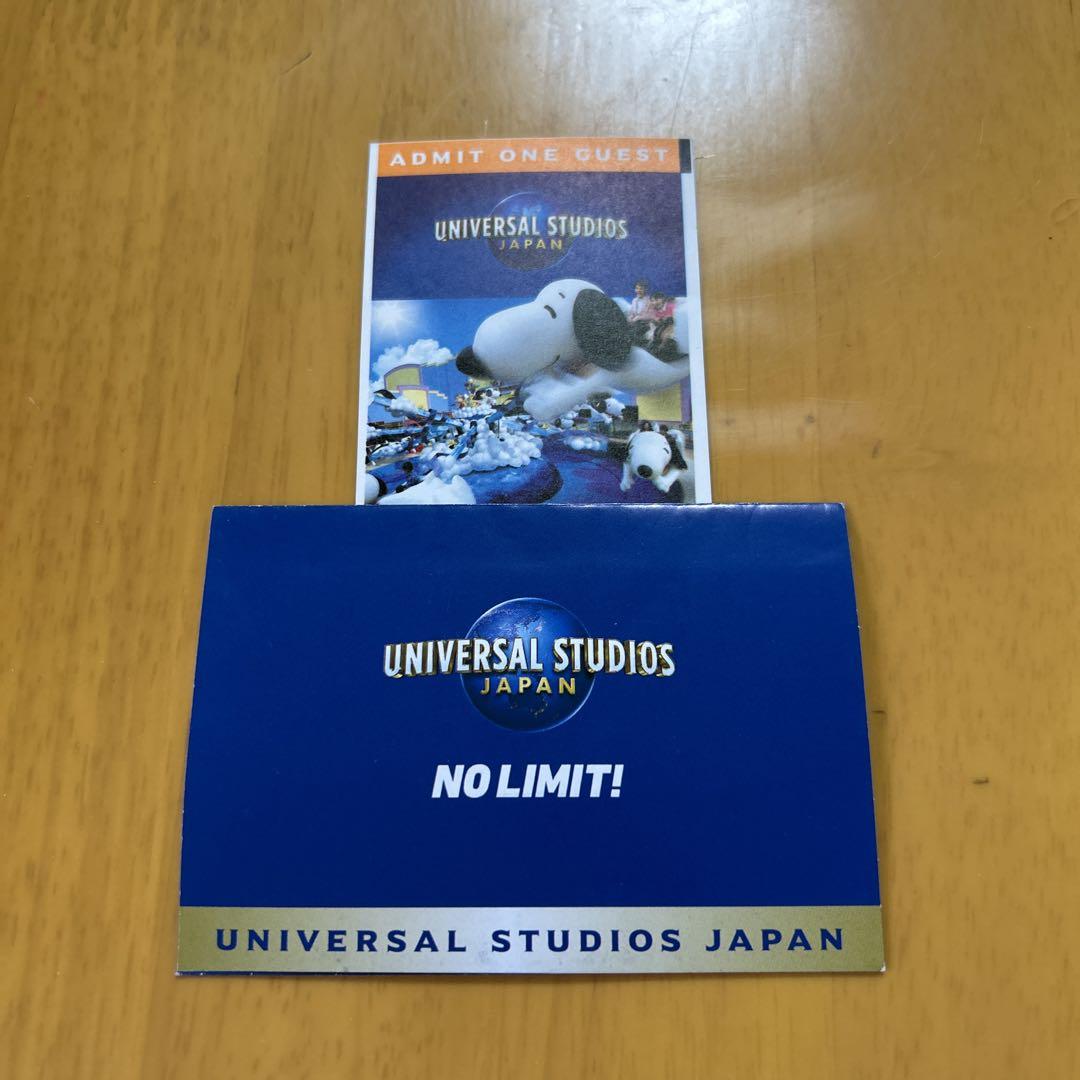 ADMIT ONE GUEST
UNIVERSAL STUDIOS
JAPAN
UNIVERSAL STUDIOS
JAPAN
NO LIMIT!
UNIVERSAL STUDIOS JAPAN